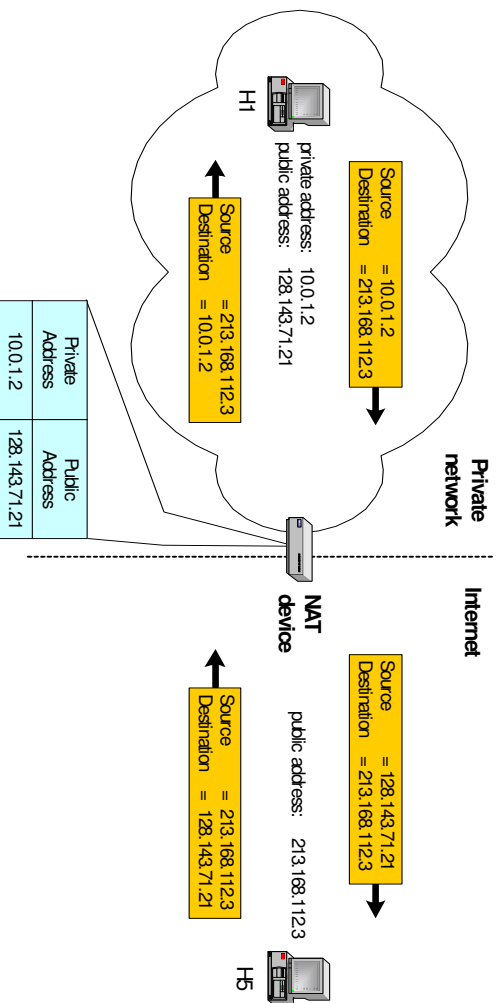 Private
network
Internet
Source = 10.0.1.2
Destination = 213.168.112.3
Source = 128.143.71.21
Destination = 213.168.112.3
private address: 10.0.1.2
public address: 128.143.71.21
H1
NAT
device
public address: 213.168.112.3
H5
Source = 213.168.112.3
Destination = 10.0.1.2
Source = 213.168.112.3
Destination = 128.143.71.21
Private
Address
Public
Address
10.0.1.2
128.143.71.21